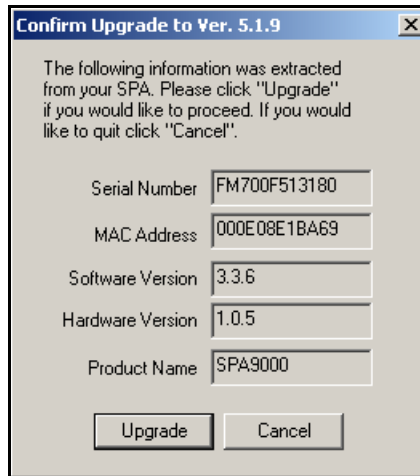 Confirm Upgrade to Ver. 5.1.9
The following information was extracted
from your SPA. Please click "Upgrade"
if you would like to proceed. If you would
like to quit click "Cancel".
Serial Number FM700F513180
MAC Address 000E08E1BA69
Software Version 3.3.6
Hardware Version 1.0.5
Product Name SPA9000
Upgrade Cancel